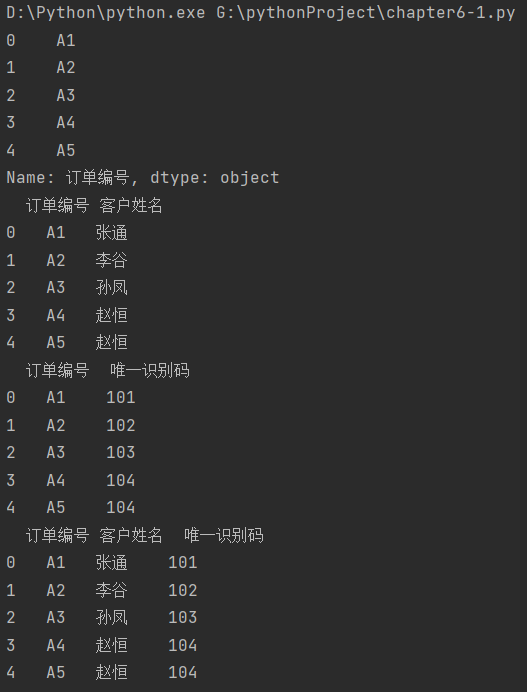 D:\Python\python.exe G:\pythonProject\chapter6-1.py
0    A1
1    A2
2    A3
3    A4
4    A5
Name: 订单编号, dtype: object
  订单编号 客户姓名
0   A1   张通
1   A2   李谷
2   A3   孙凤
3   A4   赵恒
4   A5   赵恒
  订单编号  唯一识别码
0   A1    101
1   A2    102
2   A3    103
3   A4    104
4   A5    104
  订单编号 客户姓名  唯一识别码
0   A1   张通    101
1   A2   李谷    102
2   A3   孙凤    103
3   A4   赵恒    104
4   A5   赵恒    104